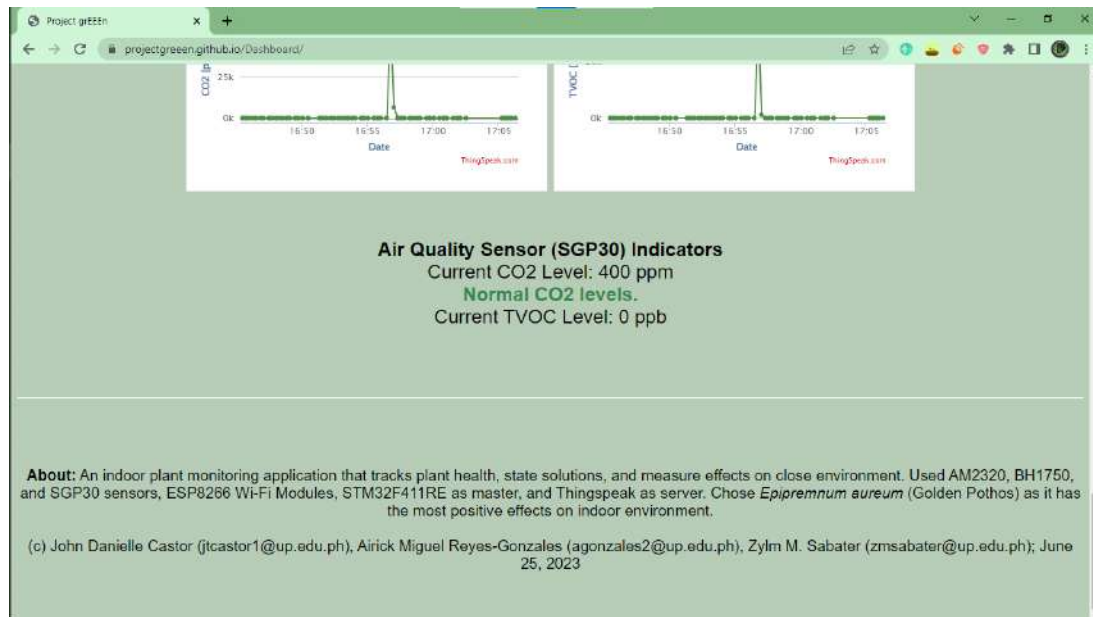 Project grEEEn
projectgreeen.github.io/Dashboard/
CO2 [p
25k
0k
16:50 16:55 17:00 17:05
Date
ThingSpeak.com
TVOC [
0k
16:50 16:55 17:00 17:05
Date
ThingSpeak.com
Air Quality Sensor (SGP30) Indicators
Current CO2 Level: 400 ppm
Normal CO2 levels.
Current TVOC Level: 0 ppb
About: An indoor plant monitoring application that tracks plant health, state solutions, and measure effects on close environment. Used AM2320, BH1750,
and SGP30 sensors, ESP8266 Wi-Fi Modules, STM32F411RE as master, and Thingspeak as server. Chose Epipremnum aureum (Golden Pothos) as it has
the most positive effects on indoor environment.
(c) John Danielle Castor (jtcastor1@up.edu.ph), Airick Miguel Reyes-Gonzales (agonzales2@up.edu.ph), Zylm M. Sabater (zmsabater@up.edu.ph); June
25, 2023